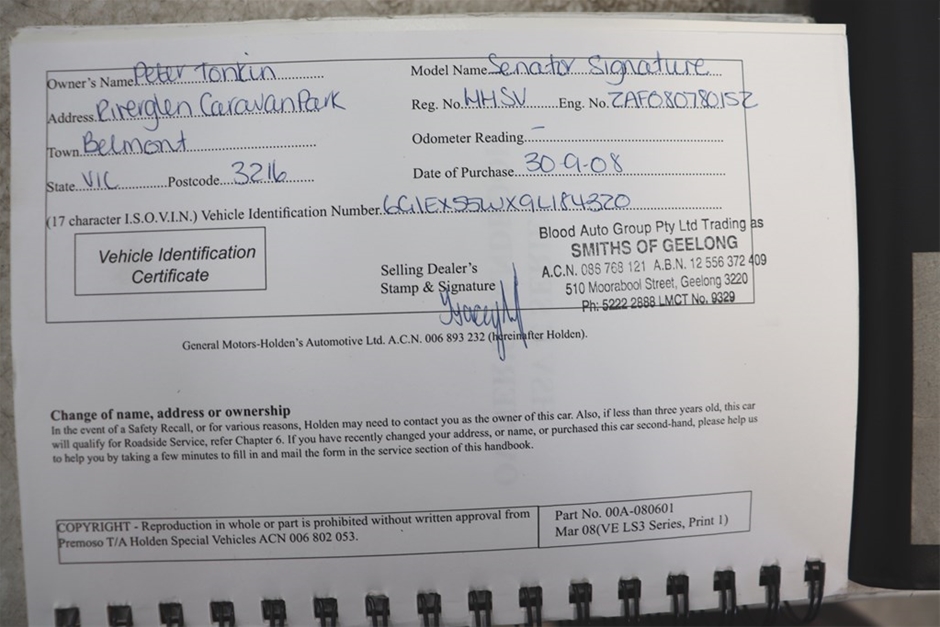 Owner's Name Peter Tonkin
Model Name Senator Signature
Address. Riverglen Caravan Park
Reg. No. HHSV Eng. No. ZAF080780152
Town. Belmont
Odometer Reading. –
State. VIC Postcode. 3216
Date of Purchase. 30-9-08
(17 character I.S.O.V.I.N.) Vehicle Identification Number. 6G1EX55WX9L184320
Vehicle Identification
Certificate
Selling Dealer's
Stamp & Signature
Blood Auto Group Pty Ltd Trading as
SMITHS OF GEELONG
A.C.N. 086 768 121 A.B.N. 12 556 372 409
510 Moorabool Street, Geelong 3220
Ph: 5222 2888 LMCT No. 9329
General Motors-Holden's Automotive Ltd. A.C.N. 006 893 232 (hereinafter Holden).
Change of name, address or ownership
In the event of a Safety Recall, or for various reasons, Holden may need to contact you as the owner of this car. Also, if less than three years old, this car
will qualify for Roadside Service, refer Chapter 6. If you have recently changed your address, or name, or purchased this car second-hand, please help us
to help you by taking a few minutes to fill in and mail the form in the service section of this handbook.
COPYRIGHT - Reproduction in whole or part is prohibited without written approval from
Premoso T/A Holden Special Vehicles ACN 006 802 053.
Part No. 00A-080601
Mar 08(VE LS3 Series, Print 1)